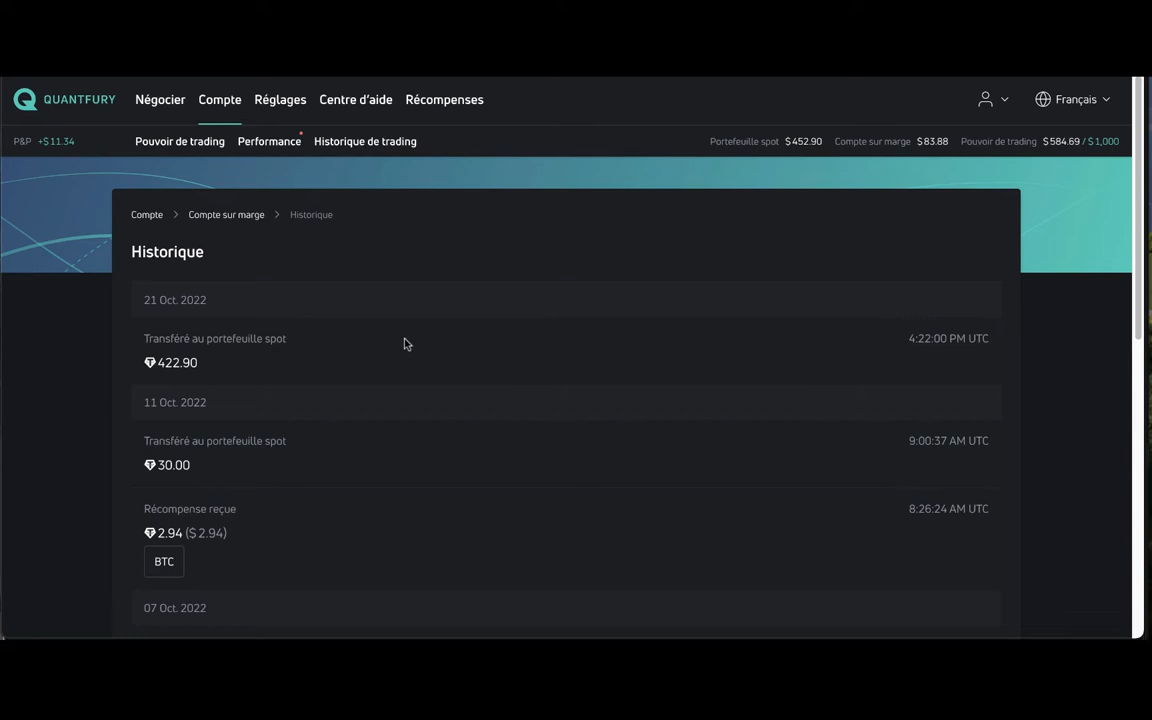 QUANTFURY Négocier Compte Réglages Centre d'aide Récompenses Français
P&P +$11.34 Pouvoir de trading Performance Historique de trading Portefeuille spot $452.90 Compte sur marge $83.88 Pouvoir de trading $584.69 / $1,000
Compte > Compte sur marge > Historique
Historique
21 Oct. 2022
Transféré au portefeuille spot 4:22:00 PM UTC
422.90
11 Oct. 2022
Transféré au portefeuille spot 9:00:37 AM UTC
30.00
Récompense reçue 8:26:24 AM UTC
2.94 ($2.94)
BTC
07 Oct. 2022